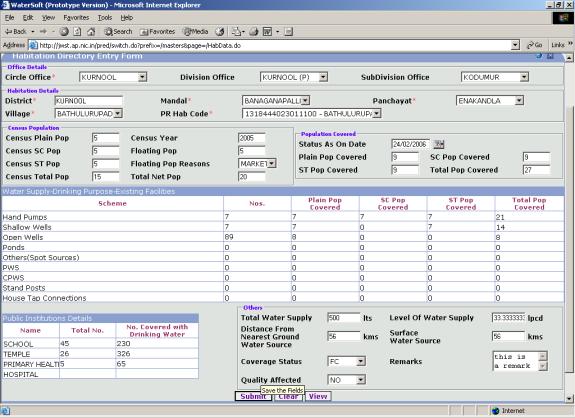 WaterSoft (Prototype Version) - Microsoft Internet Explorer
File Edit View Favorites Tools Help
Back Search Favorites Media
Address http://jwst.ap.nic.in/pred/switch.do?prefix=/masters&page=/HabData.do Go Links »
Habitation Directory Entry Form
Office Details
Circle Office* KURNOOL Division Office KURNOOL (P) SubDivision Office KODUMUR
Habitation Details
District* KURNOOL Mandal* BANAGANAPALLI Panchayat* ENAKANDLA
Village* BATHULURUPAD PR Hab Code* 1318444023011100 - BATHULURUPA
Census Population
Census Plain Pop 5 Census Year 2005
Census SC Pop 5 Floating Pop 5
Census ST Pop 5 Floating Pop Reasons MARKET
Census Total Pop 15 Total Net Pop 20
Population Covered
Status As On Date 24/02/2006
Plain Pop Covered 9 SC Pop Covered 9
ST Pop Covered 9 Total Pop Covered 27
Water Supply-Drinking Purpose-Existing Facilities
Scheme Nos. Plain Pop Covered SC Pop Covered ST Pop Covered Total Pop Covered
Hand Pumps 7 7 7 7 21
Shallow Wells 7 7 0 7 14
Open Wells 89 8 0 0 8
Ponds 0 0 0 0 0
Others(Spot Sources) 0 0 0 0 0
PWS 0 0 0 0 0
CPWS 0 0 0 0 0
Stand Posts 0 0 0 0 0
House Tap Connections 0 0 0 0 0
Public Institutions Details
Name Total No. No. Covered with Drinking Water
SCHOOL 45 230
TEMPLE 26 326
PRIMARY HEALTI 5 65
HOSPITAL
Others
Total Water Supply 500 lts Level Of Water Supply 33.3333333 lpcd
Distance From Nearest Ground Water Source 56 kms Surface Water Source 56 kms
Coverage Status FC Remarks this is a remark
Quality Affected NO
Save the Fields
Submit Clear View
Internet